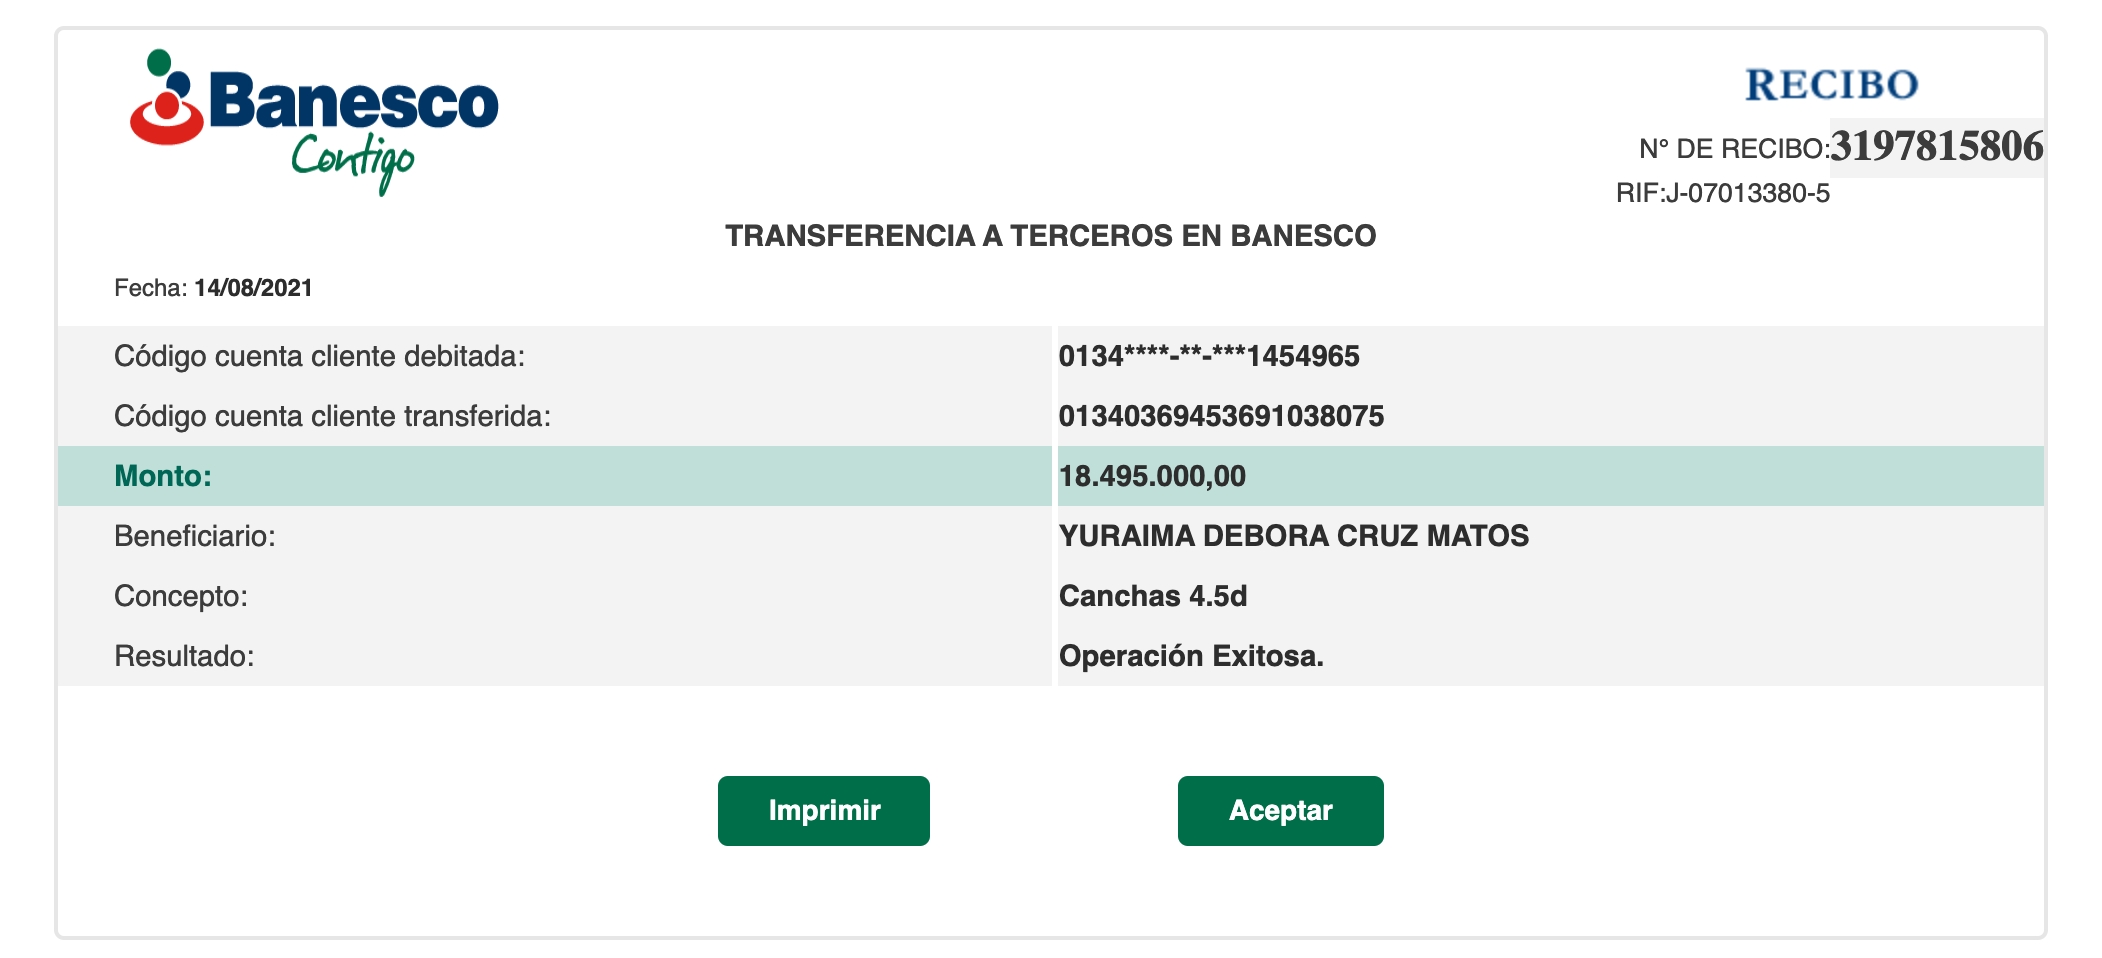 Banesco
Contigo
RECIBO
N° DE RECIBO:3197815806
RIF:J-07013380-5
TRANSFERENCIA A TERCEROS EN BANESCO
Fecha: 14/08/2021
Código cuenta cliente debitada: 0134****-**-***1454965
Código cuenta cliente transferida: 01340369453691038075
Monto: 18.495.000,00
Beneficiario: YURAIMA DEBORA CRUZ MATOS
Concepto: Canchas 4.5d
Resultado: Operación Exitosa.
Imprimir Aceptar